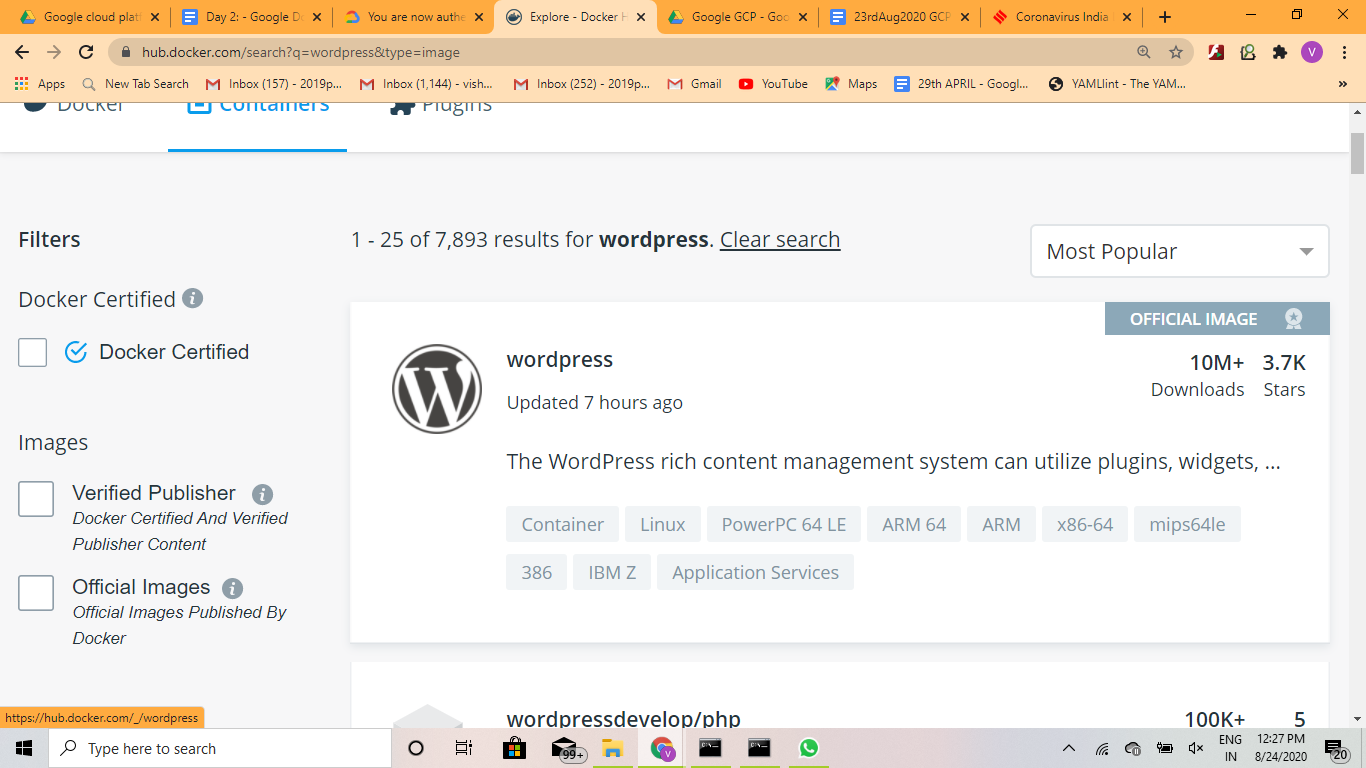 Google cloud platf
Day 2: - Google Do
You are now authe
Explore - Docker H
Google GCP - Goo
23rdAug2020 GCP
Coronavirus India
hub.docker.com/search?q=wordpress&type=image
V
Apps
New Tab Search
Inbox (157) - 2019p...
Inbox (1,144) - vish...
Inbox (252) - 2019p...
Gmail
YouTube
Maps
29th APRIL - Googl...
YAMLlint - The YAM...
»
Docker
Containers
Plugins
Filters
1 - 25 of 7,893 results for wordpress. Clear search
Most Popular
Docker Certified
Docker Certified
Images
Verified Publisher
Docker Certified And Verified
Publisher Content
Official Images
Official Images Published By
Docker
OFFICIAL IMAGE
wordpress
Updated 7 hours ago
10M+ 3.7K
Downloads Stars
The WordPress rich content management system can utilize plugins, widgets, ...
Container Linux PowerPC 64 LE ARM 64 ARM x86-64 mips64le
386 IBM Z Application Services
wordpressdevelop/php
100K+ 5
https://hub.docker.com/_/wordpress
Type here to search
99+
V
ENG
IN
12:27 PM
8/24/2020
20